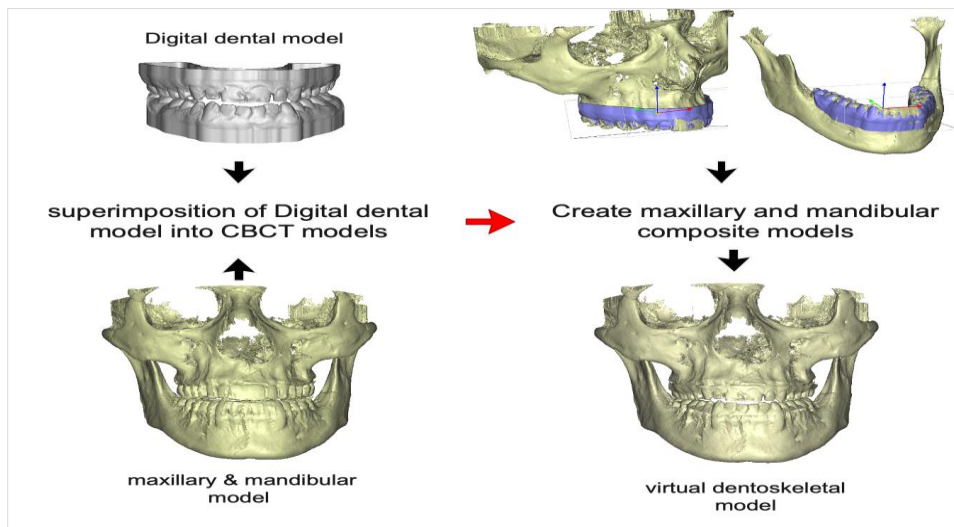 Digital dental model
superimposition of Digital dental
model into CBCT models
maxillary & mandibular
model
Create maxillary and mandibular
composite models
virtual dentoskeletal
model